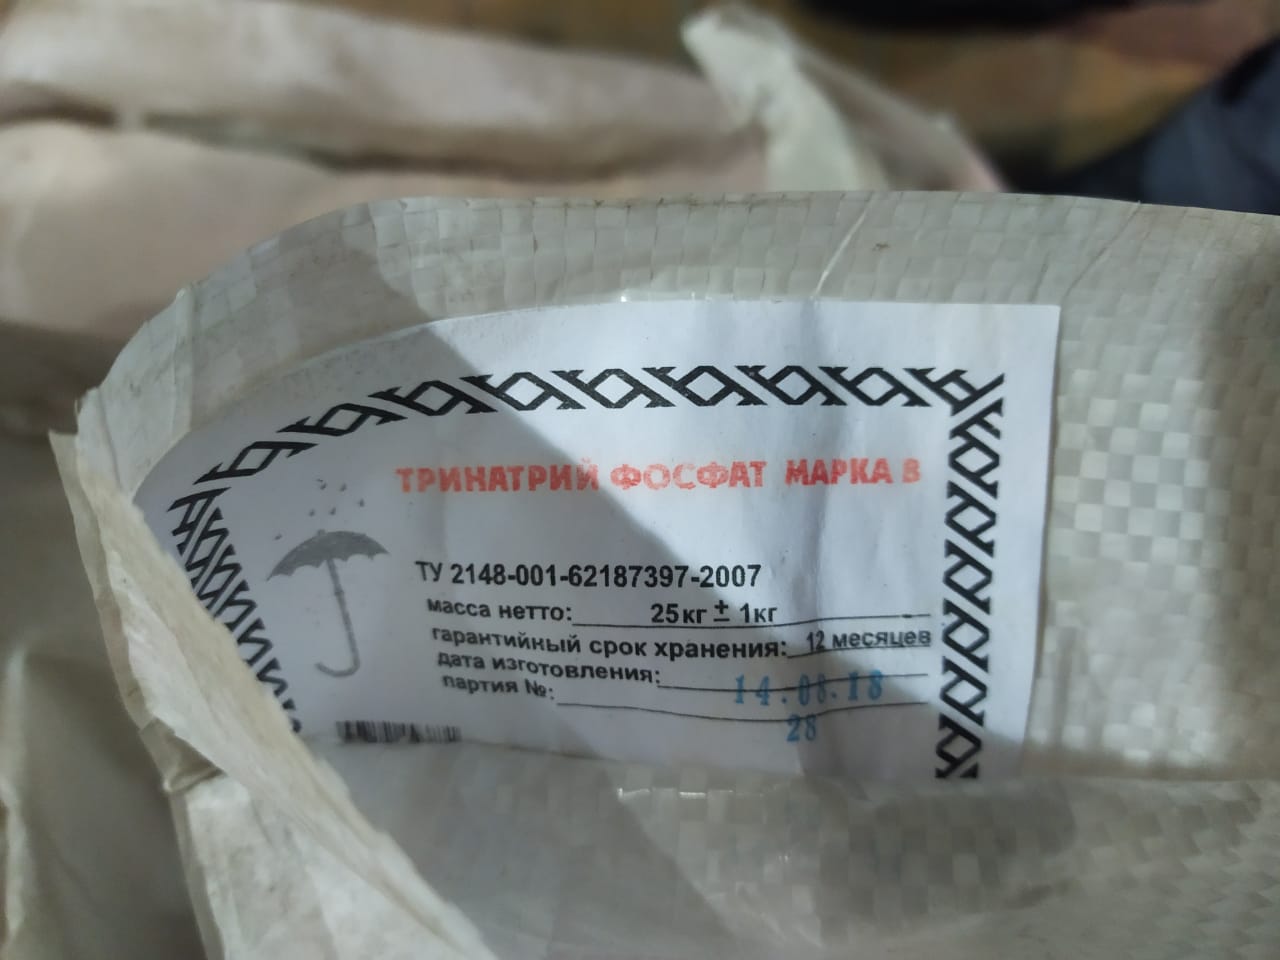 ТРИНАТРИЙ ФОСФАТ МАРКА В
ТУ 2148-001-62187397-2007
масса нетто: 25кг ± 1кг
гарантийный срок хранения: 12 месяцев
дата изготовления: 14.08.18
партия №: 28